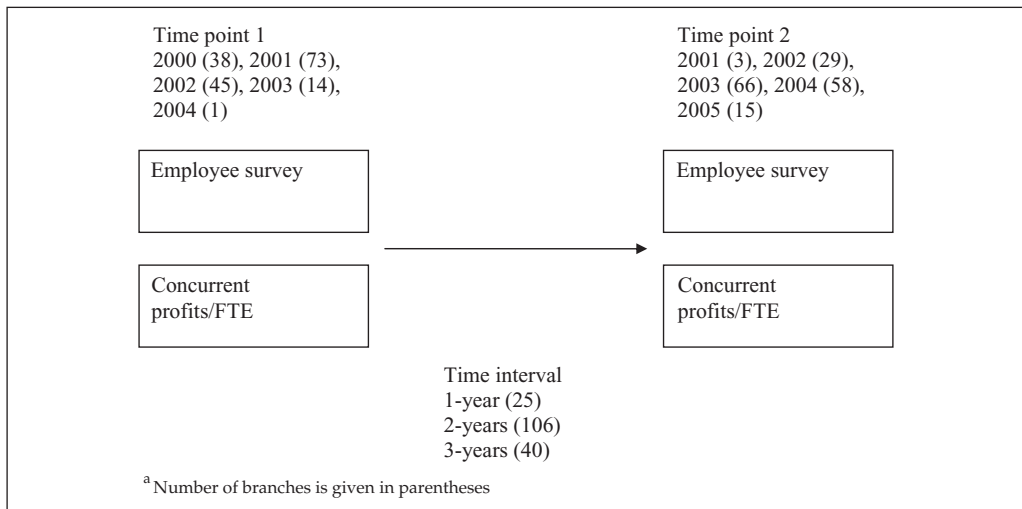 Time point 1
2000 (38), 2001 (73),
2002 (45), 2003 (14),
2004 (1)
Time point 2
2001 (3), 2002 (29),
2003 (66), 2004 (58),
2005 (15)
Employee survey
Employee survey
Concurrent
profits/FTE
Concurrent
profits/FTE
Time interval
1-year (25)
2-years (106)
3-years (40)
a Number of branches is given in parentheses